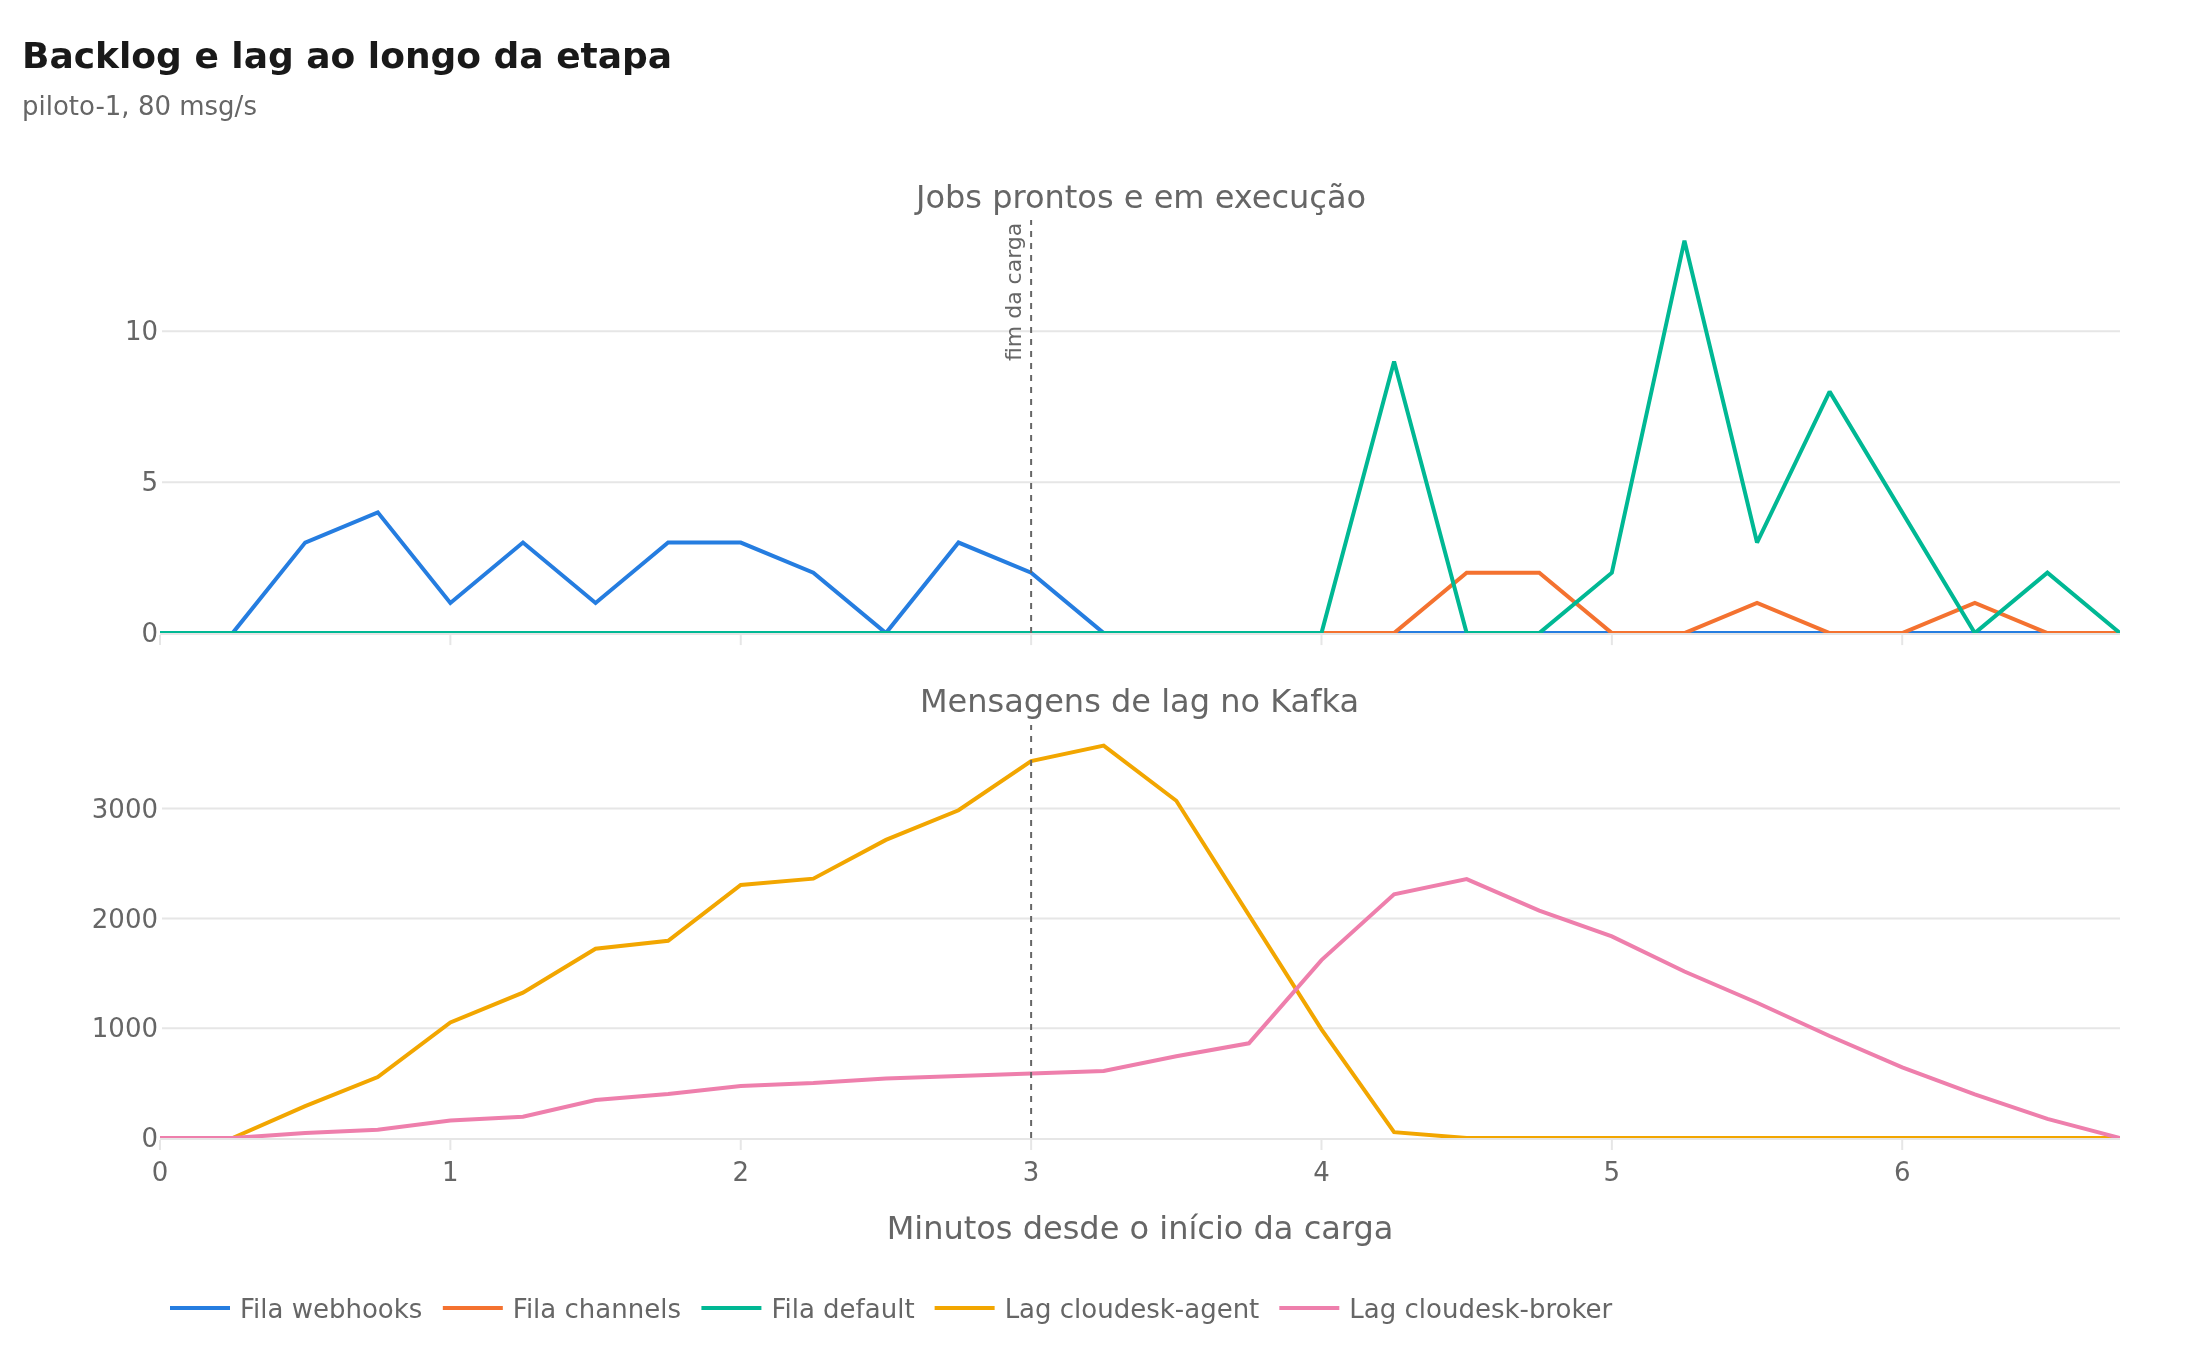 Backlog e lag ao longo da etapa
piloto-1, 80 msg/s
Jobs prontos e em execução
fim da carga
10
5
0
Mensagens de lag no Kafka
3000
2000
1000
0
0 1 2 3 4 5 6
Minutos desde o início da carga
Fila webhooks Fila channels Fila default Lag cloudesk-agent Lag cloudesk-broker